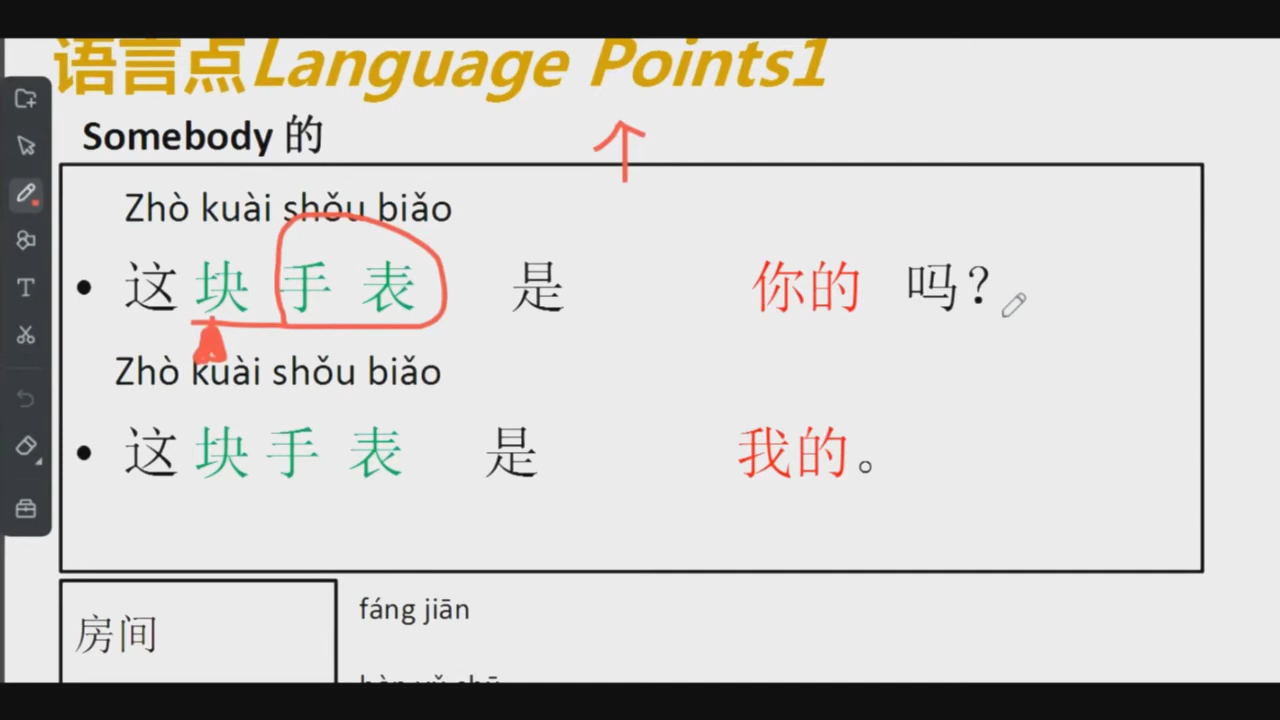 语言点Language Points1
Somebody 的
Zhò kuài shǒu biǎo
• 这 块 手 表 是 你的 吗？
Zhò kuài shǒu biǎo
• 这 块 手 表 是 我的。
房间
fáng jiān